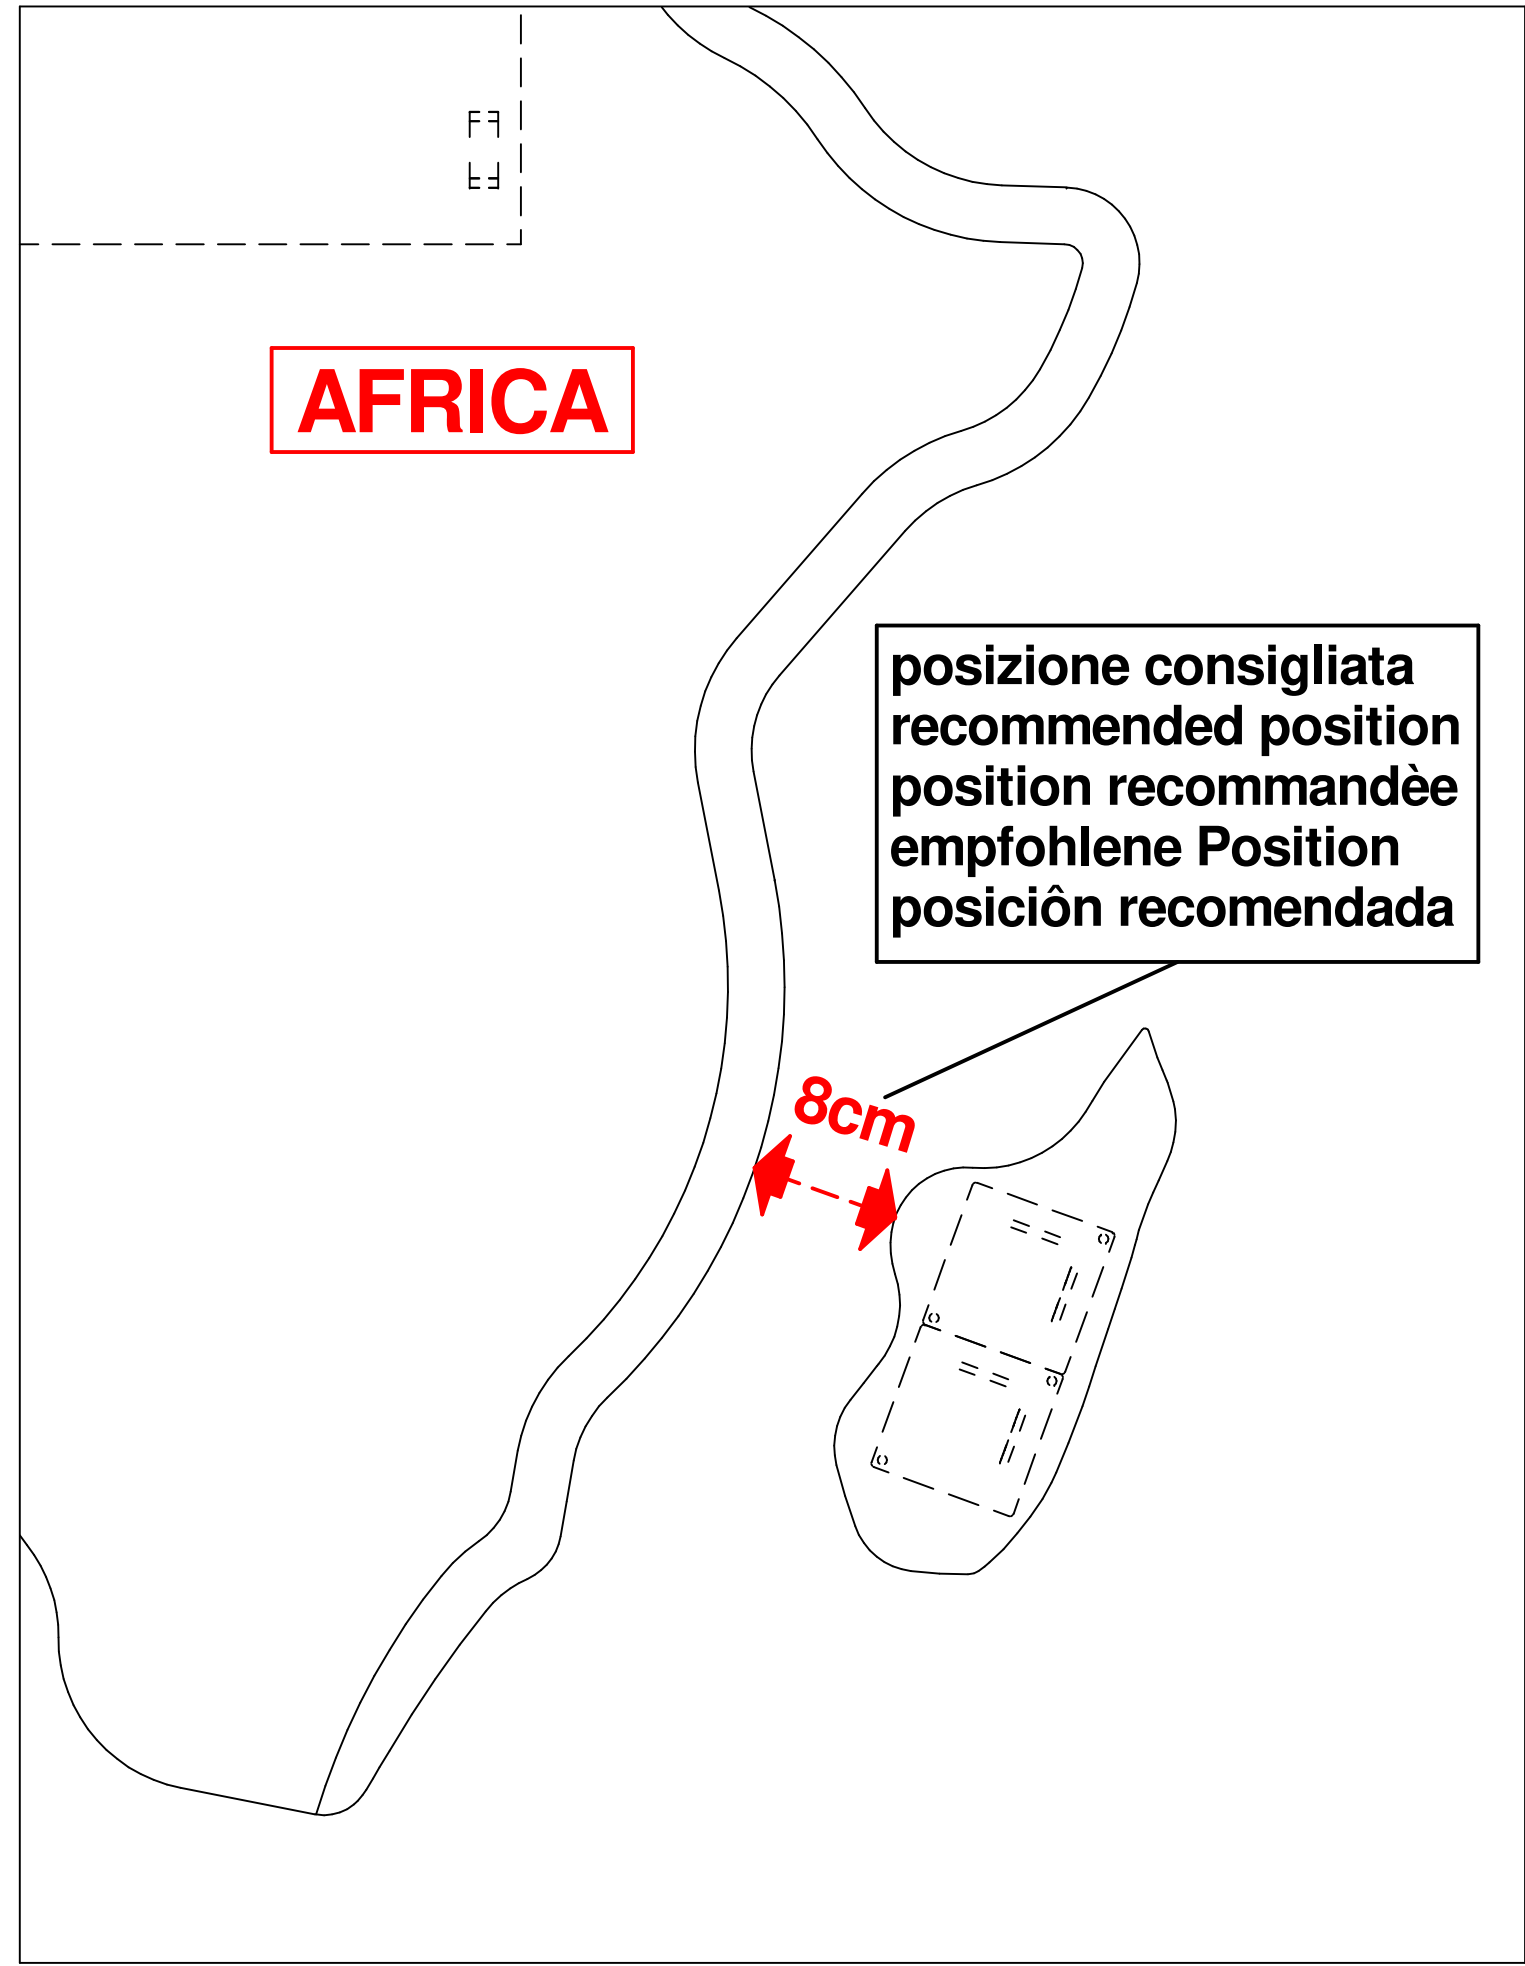 AFRICA
posizione consigliata
recommended position
position recommandèe
empfohlene Position
posiciôn recomendada
8cm